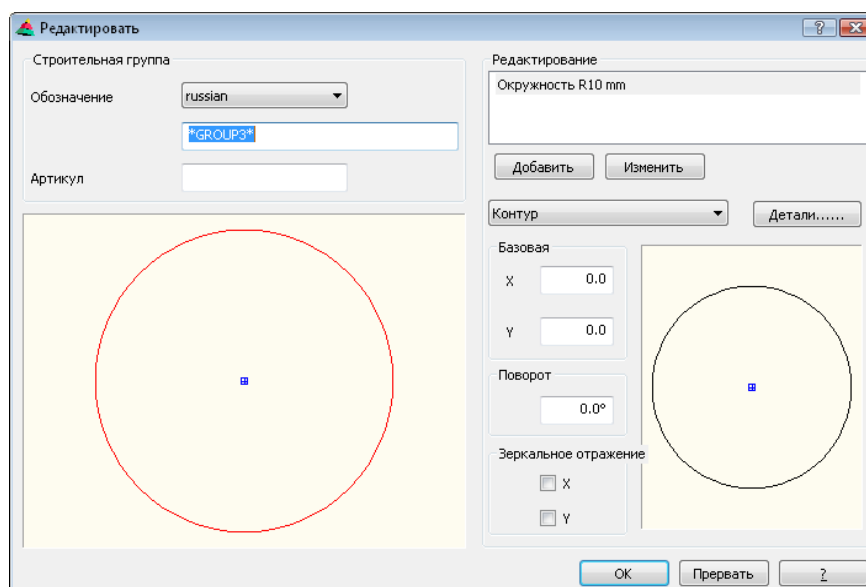 Редактировать
Строительная группа
Обозначение
russian
*GROUP3*
Артикул
Редактирование
Окружность R10 mm
Добавить
Изменить
Контур
Детали......
Базовая
X
0.0
Y
0.0
Поворот
0.0°
Зеркальное отражение
X
Y
OK
Прервать
?